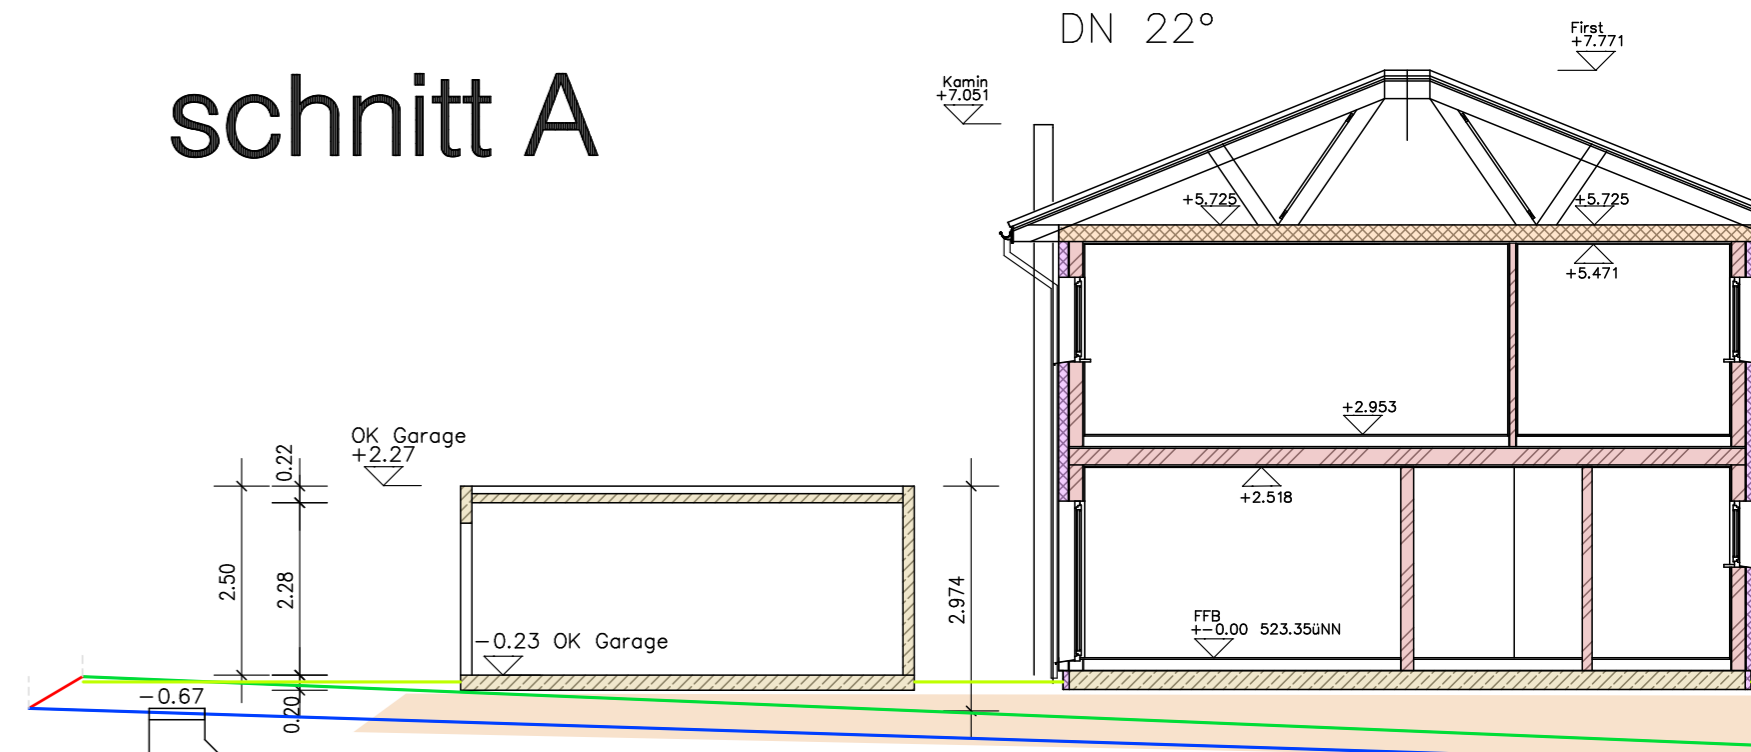 DN 22°
First
+7.771
schnitt A
Kamin
+7.051
+5.725
+5.725
+5.471
+2.953
OK Garage
+2.27
0.22
+2.518
2.50
2.28
2.974
FFB
+-0.00 523.35üNN
-0.23 OK Garage
-0.67
0.20